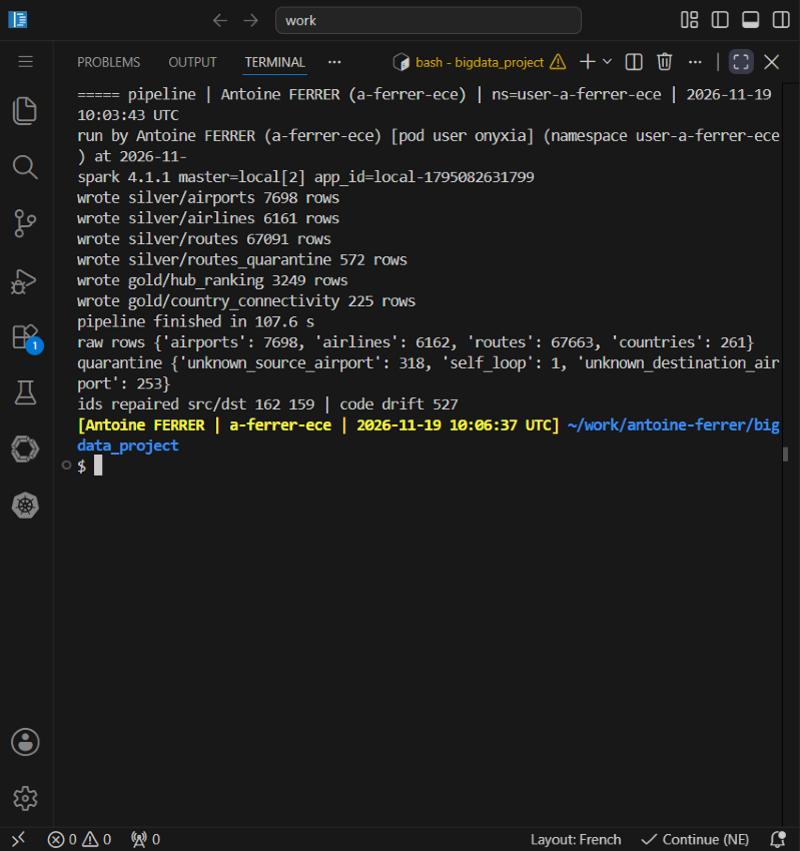 work
PROBLEMS OUTPUT TERMINAL ··· bash - bigdata_project
===== pipeline | Antoine FERRER (a-ferrer-ece) | ns=user-a-ferrer-ece | 2026-11-19
10:03:43 UTC
run by Antoine FERRER (a-ferrer-ece) [pod user onyxia] (namespace user-a-ferrer-ece
) at 2026-11-
spark 4.1.1 master=local[2] app_id=local-1795082631799
wrote silver/airports 7698 rows
wrote silver/airlines 6161 rows
wrote silver/routes 67091 rows
wrote silver/routes_quarantine 572 rows
wrote gold/hub_ranking 3249 rows
wrote gold/country_connectivity 225 rows
pipeline finished in 107.6 s
raw rows {'airports': 7698, 'airlines': 6162, 'routes': 67663, 'countries': 261}
quarantine {'unknown_source_airport': 318, 'self_loop': 1, 'unknown_destination_air
port': 253}
ids repaired src/dst 162 159 | code drift 527
[Antoine FERRER | a-ferrer-ece | 2026-11-19 10:06:37 UTC] ~/work/antoine-ferrer/big
data_project
$
1
0 0 0 Layout: French Continue (NE)